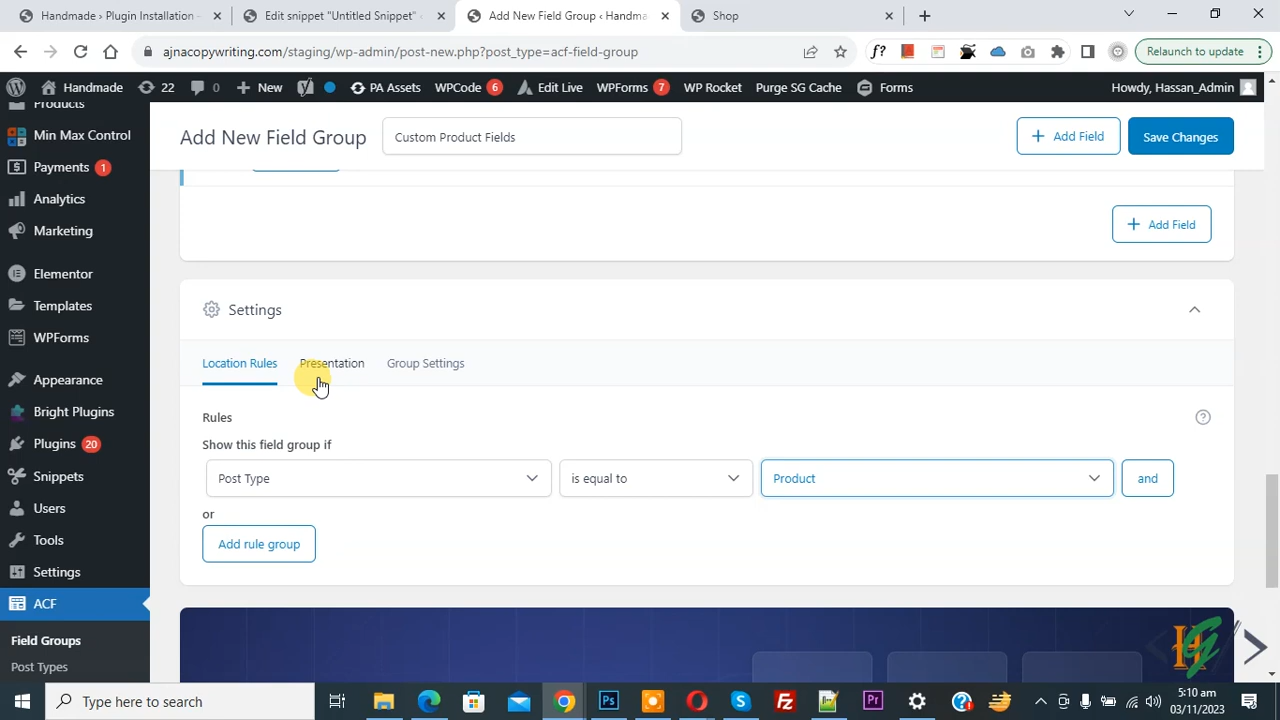 Handmade › Plugin Installation -
Edit snippet "Untitled Snippet" ‹
Add New Field Group ‹ Handma
Shop
ajnacopywriting.com/staging/wp-admin/post-new.php?post_type=acf-field-group
f?
Relaunch to update
Handmade
22
0
New
PA Assets
WPCode 6
Edit Live
WPForms 7
WP Rocket
Purge SG Cache
Forms
Howdy, Hassan_Admin
Products
Min Max Control
Payments 1
Analytics
Marketing
Elementor
Templates
WPForms
Appearance
Bright Plugins
Plugins 20
Snippets
Users
Tools
Settings
ACF
Field Groups
Post Types
Add New Field Group
Custom Product Fields
+ Add Field
Save Changes
+ Add Field
Settings
Location Rules
Presentation
Group Settings
Rules
Show this field group if
Post Type
is equal to
Product
and
or
Add rule group
Type here to search
5:10 am
03/11/2023